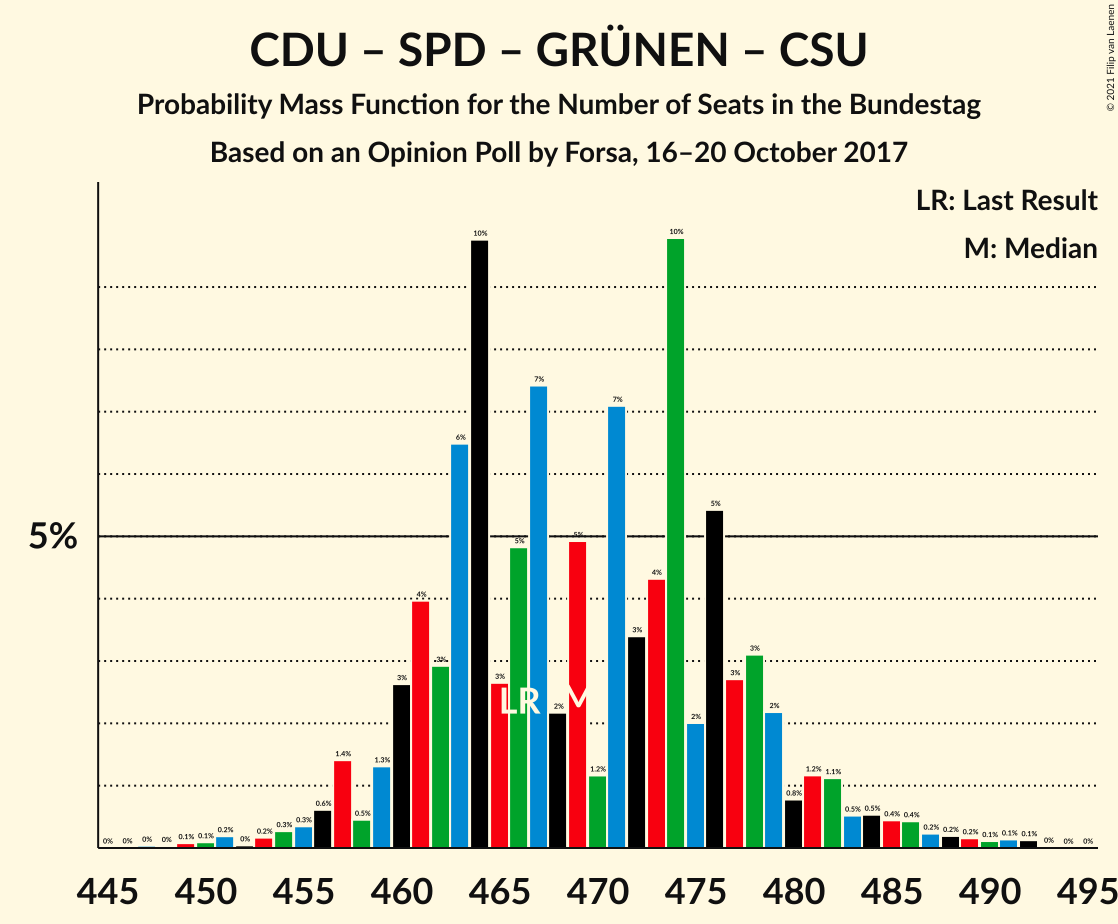 CDU – SPD – GRÜNEN – CSU
Probability Mass Function for the Number of Seats in the Bundestag
Based on an Opinion Poll by Forsa, 16–20 October 2017
© 2021 Filip van Laenen
LR: Last Result
M: Median
5%
0% 0% 0% 0% 0.1% 0.1% 0.2% 0% 0.2% 0.3% 0.3% 0.6% 1.4% 0.5% 1.3% 3% 4% 3% 6% 10% 3% 5% 7% 2% 5% 1.2% 7% 3% 4% 10% 2% 5% 3% 3% 2% 0.8% 1.2% 1.1% 0.5% 0.5% 0.4% 0.4% 0.2% 0.2% 0.2% 0.1% 0.1% 0.1% 0% 0% 0%
LR M
445 450 455 460 465 470 475 480 485 490 495